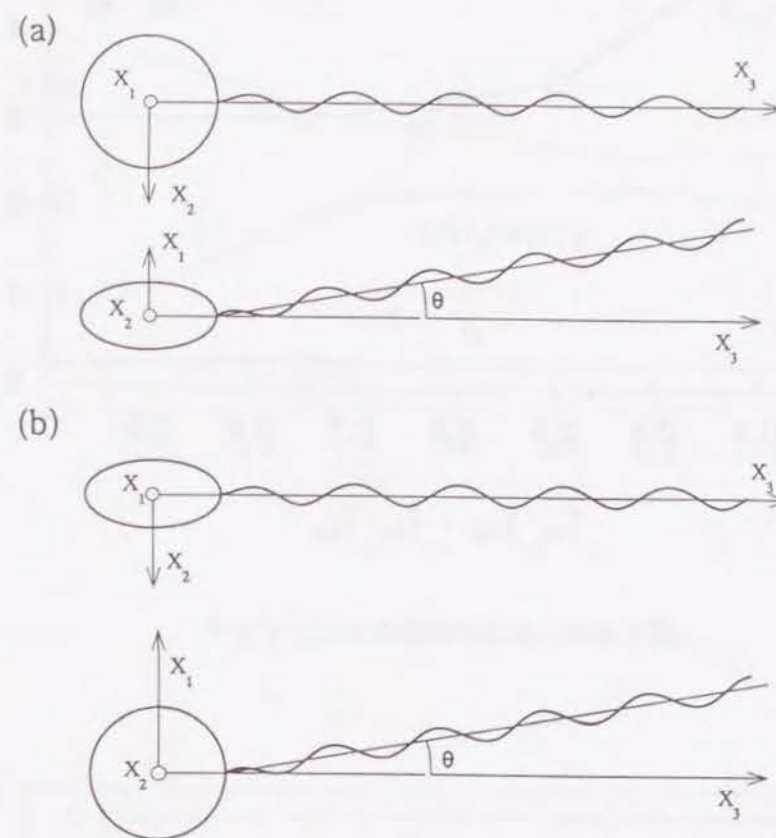 (a)
X₁ X₃
X₂
X₁
X₂ θ
X₃
(b)
X₁ X₃
X₂
X₁
X₂ θ
X₃